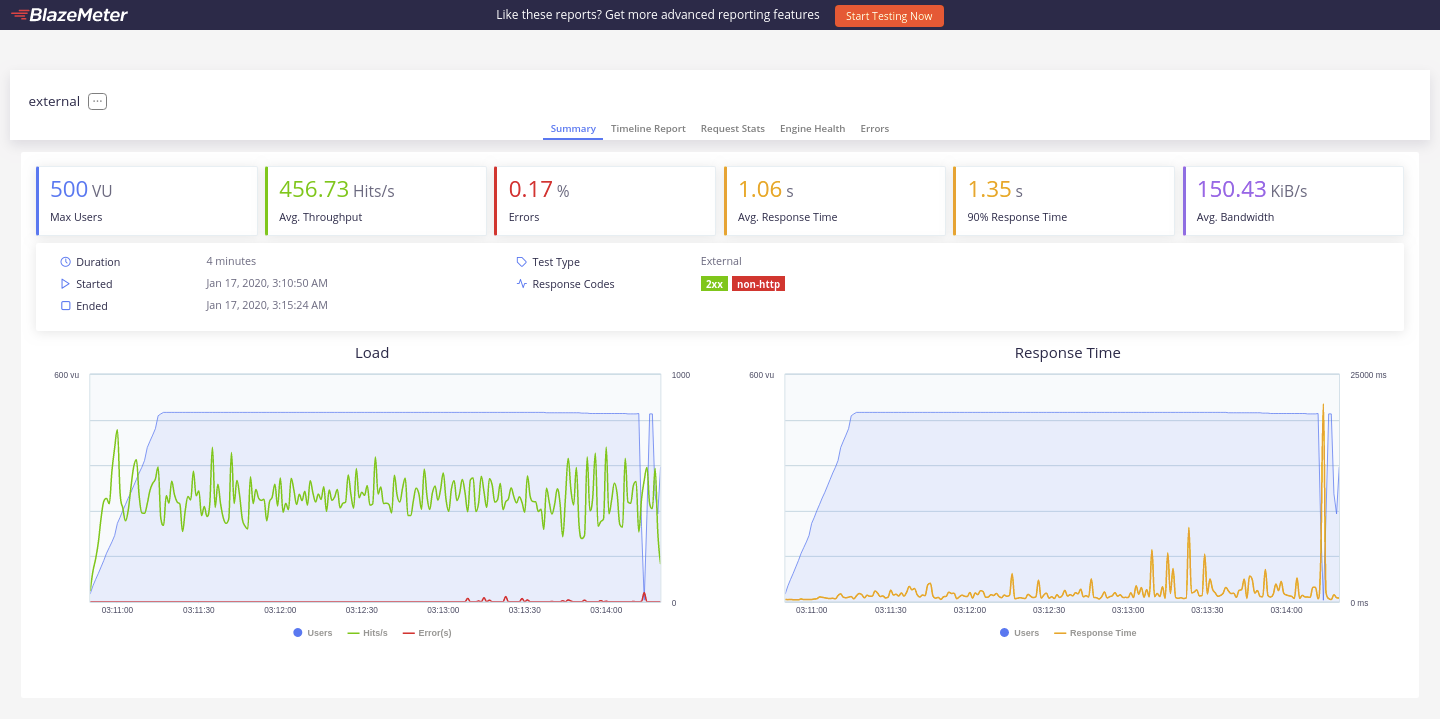 BlazeMeter
Like these reports? Get more advanced reporting features
Start Testing Now
external
...
Summary Timeline Report Request Stats Engine Health Errors
500 VU
Max Users
456.73 Hits/s
Avg. Throughput
0.17 %
Errors
1.06 s
Avg. Response Time
1.35 s
90% Response Time
150.43 KiB/s
Avg. Bandwidth
Duration 4 minutes
Started Jan 17, 2020, 3:10:50 AM
Ended Jan 17, 2020, 3:15:24 AM
Test Type External
Response Codes 2xx non-http
Load
600 vu 1000
0
03:11:00 03:11:30 03:12:00 03:12:30 03:13:00 03:13:30 03:14:00
Users Hits/s Error(s)
Response Time
600 vu 25000 ms
0 ms
03:11:00 03:11:30 03:12:00 03:12:30 03:13:00 03:13:30 03:14:00
Users Response Time